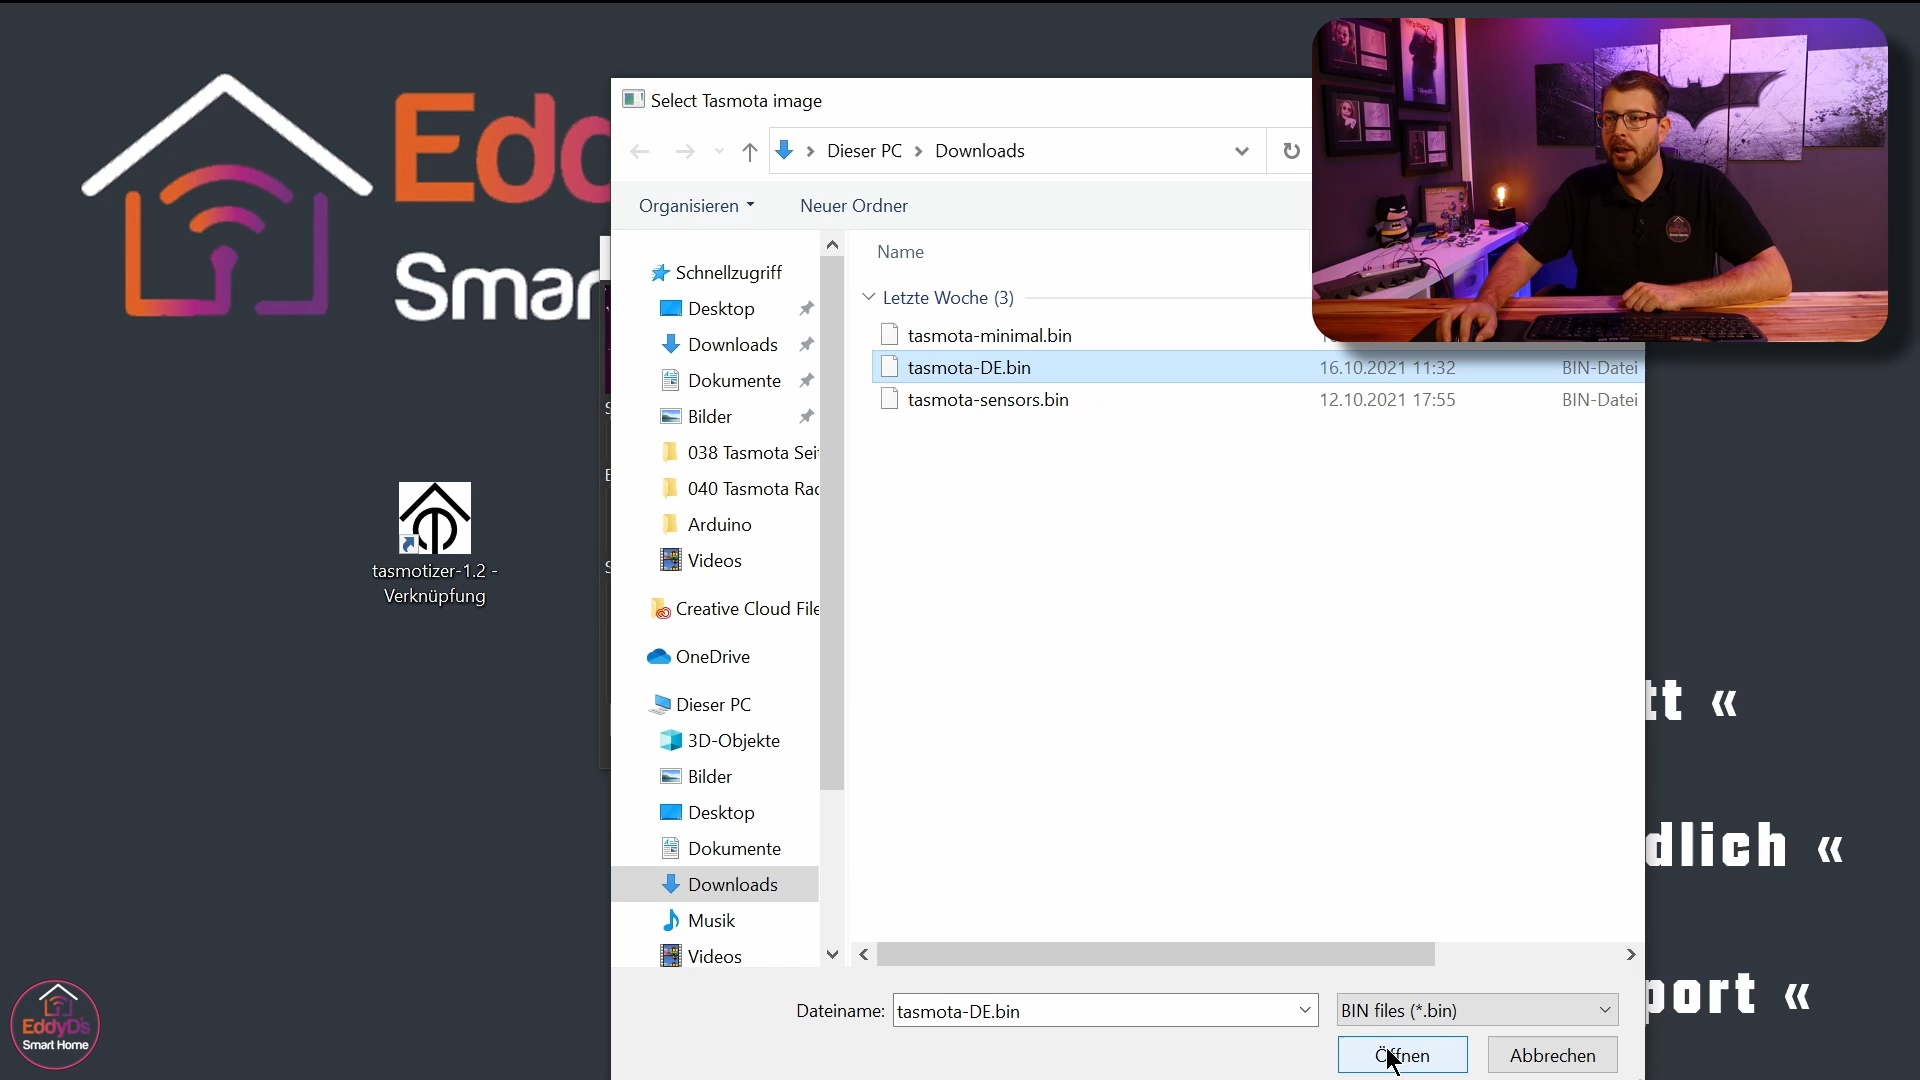 Edd
Smar
Select Tasmota image
Dieser PC
Downloads
Organisieren
Neuer Ordner
Name
Schnellzugriff
Desktop
Downloads
Dokumente
Bilder
038 Tasmota Sei
040 Tasmota Rad
Arduino
Videos
Creative Cloud File
OneDrive
Dieser PC
3D-Objekte
Bilder
Desktop
Dokumente
Downloads
Musik
Videos
Letzte Woche (3)
tasmota-minimal.bin
tasmota-DE.bin 16.10.2021 11:32 BIN-Datei
tasmota-sensors.bin 12.10.2021 17:55 BIN-Datei
tasmotizer-1.2 -
Verknüpfung
tt «
dlich «
port «
Dateiname: tasmota-DE.bin BIN files (*.bin)
Öffnen Abbrechen
EddyD's
Smart Home